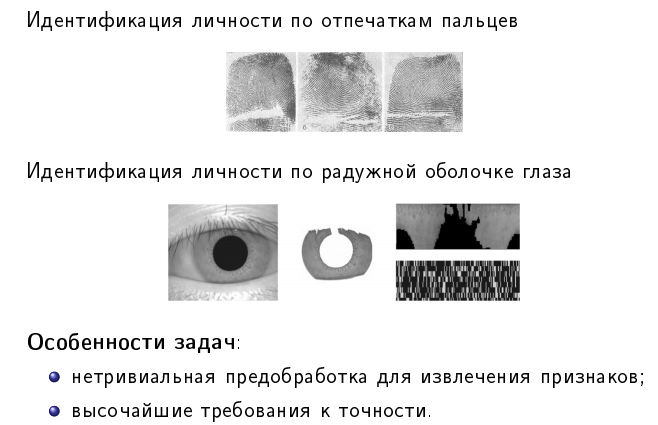 Идентификация личности по отпечаткам пальцев
Идентификация личности по радужной оболочке глаза
Особенности задач:
нетривиальная предобработка для извлечения признаков;
высочайшие требования к точности.